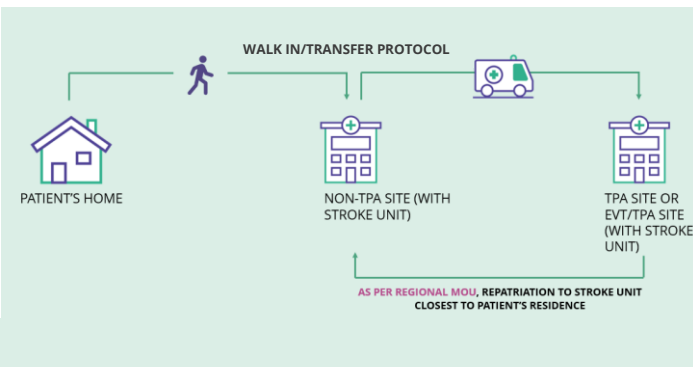 WALK IN/TRANSFER PROTOCOL
PATIENT'S HOME
NON-TPA SITE (WITH
STROKE UNIT)
TPA SITE OR
EVT/TPA SITE
(WITH STROKE
UNIT)
AS PER REGIONAL MOU, REPATRIATION TO STROKE UNIT
CLOSEST TO PATIENT'S RESIDENCE